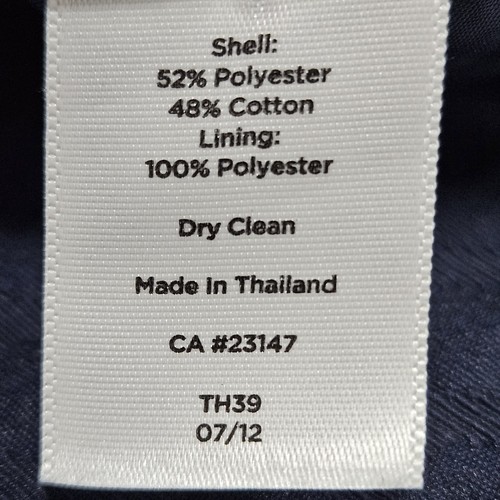 Shell:
52% Polyester
48% Cotton
Lining:
100% Polyester
Dry Clean
Made In Thailand
CA #23147
TH39
07/12